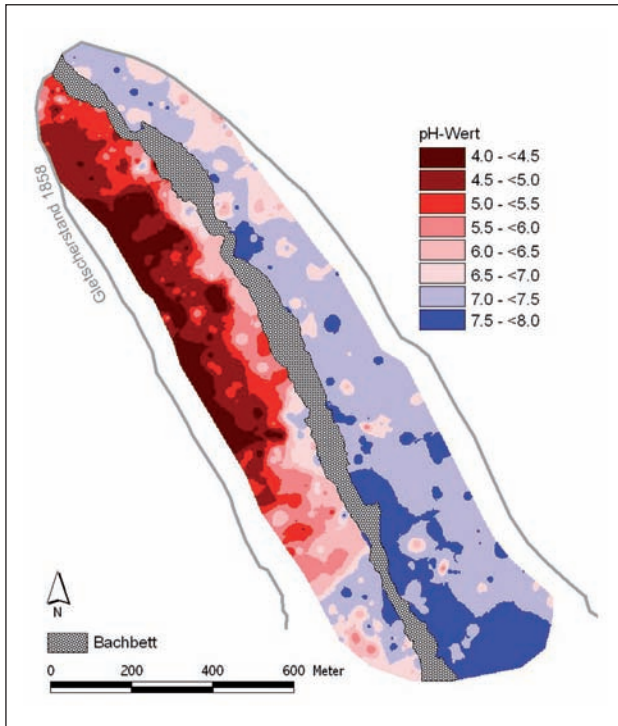 pH-Wert
4.0 - <4.5
4.5 - <5.0
5.0 - <5.5
5.5 - <6.0
6.0 - <6.5
6.5 - <7.0
7.0 - <7.5
7.5 - <8.0
Gletscherstand 1858
N
Bachbett
0 200 400 600 Meter